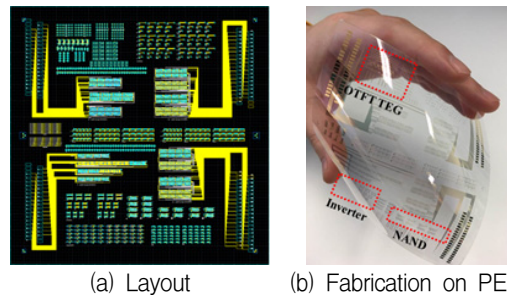 OTFT TEG
Inverter
NAND
(a) Layout
(b) Fabrication on PE